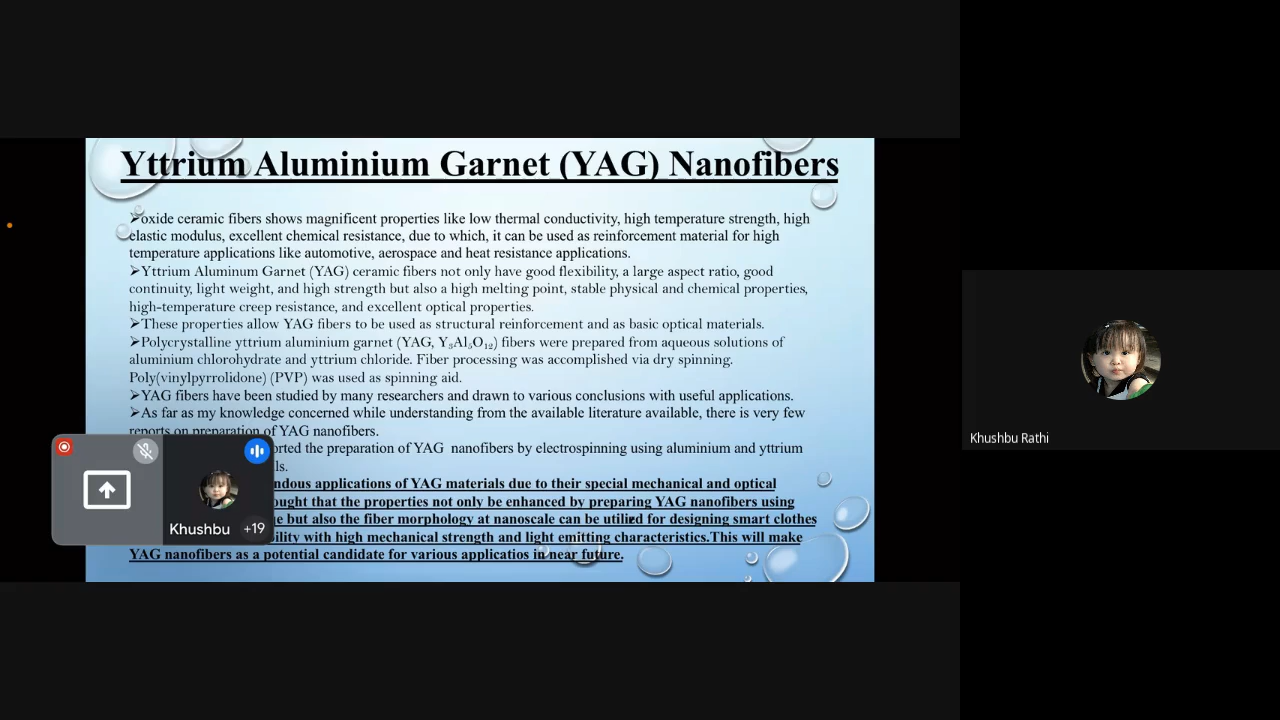 Yttrium Aluminium Garnet (YAG) Nanofibers
➢oxide ceramic fibers shows magnificent properties like low thermal conductivity, high temperature strength, high
elastic modulus, excellent chemical resistance, due to which, it can be used as reinforcement material for high
temperature applications like automotive, aerospace and heat resistance applications.
➢Yttrium Aluminum Garnet (YAG) ceramic fibers not only have good flexibility, a large aspect ratio, good
continuity, light weight, and high strength but also a high melting point, stable physical and chemical properties,
high-temperature creep resistance, and excellent optical properties.
➢These properties allow YAG fibers to be used as structural reinforcement and as basic optical materials.
➢Polycrystalline yttrium aluminium garnet (YAG, Y₃Al₅O₁₂) fibers were prepared from aqueous solutions of
aluminium chlorohydrate and yttrium chloride. Fiber processing was accomplished via dry spinning.
Poly(vinylpyrrolidone) (PVP) was used as spinning aid.
➢YAG fibers have been studied by many researchers and drawn to various conclusions with useful applications.
➢As far as my knowledge concerned while understanding from the available literature available, there is very few
reports on preparation of YAG nanofibers.
orted the preparation of YAG nanofibers by electrospinning using aluminium and yttrium
ls.
ndous applications of YAG materials due to their special mechanical and optical
ought that the properties not only be enhanced by preparing YAG nanofibers using
e but also the fiber morphology at nanoscale can be utilized for designing smart clothes
ility with high mechanical strength and light emitting characteristics.This will make
YAG nanofibers as a potential candidate for various applicatios in near future.
Khushbu +19
Khushbu Rathi